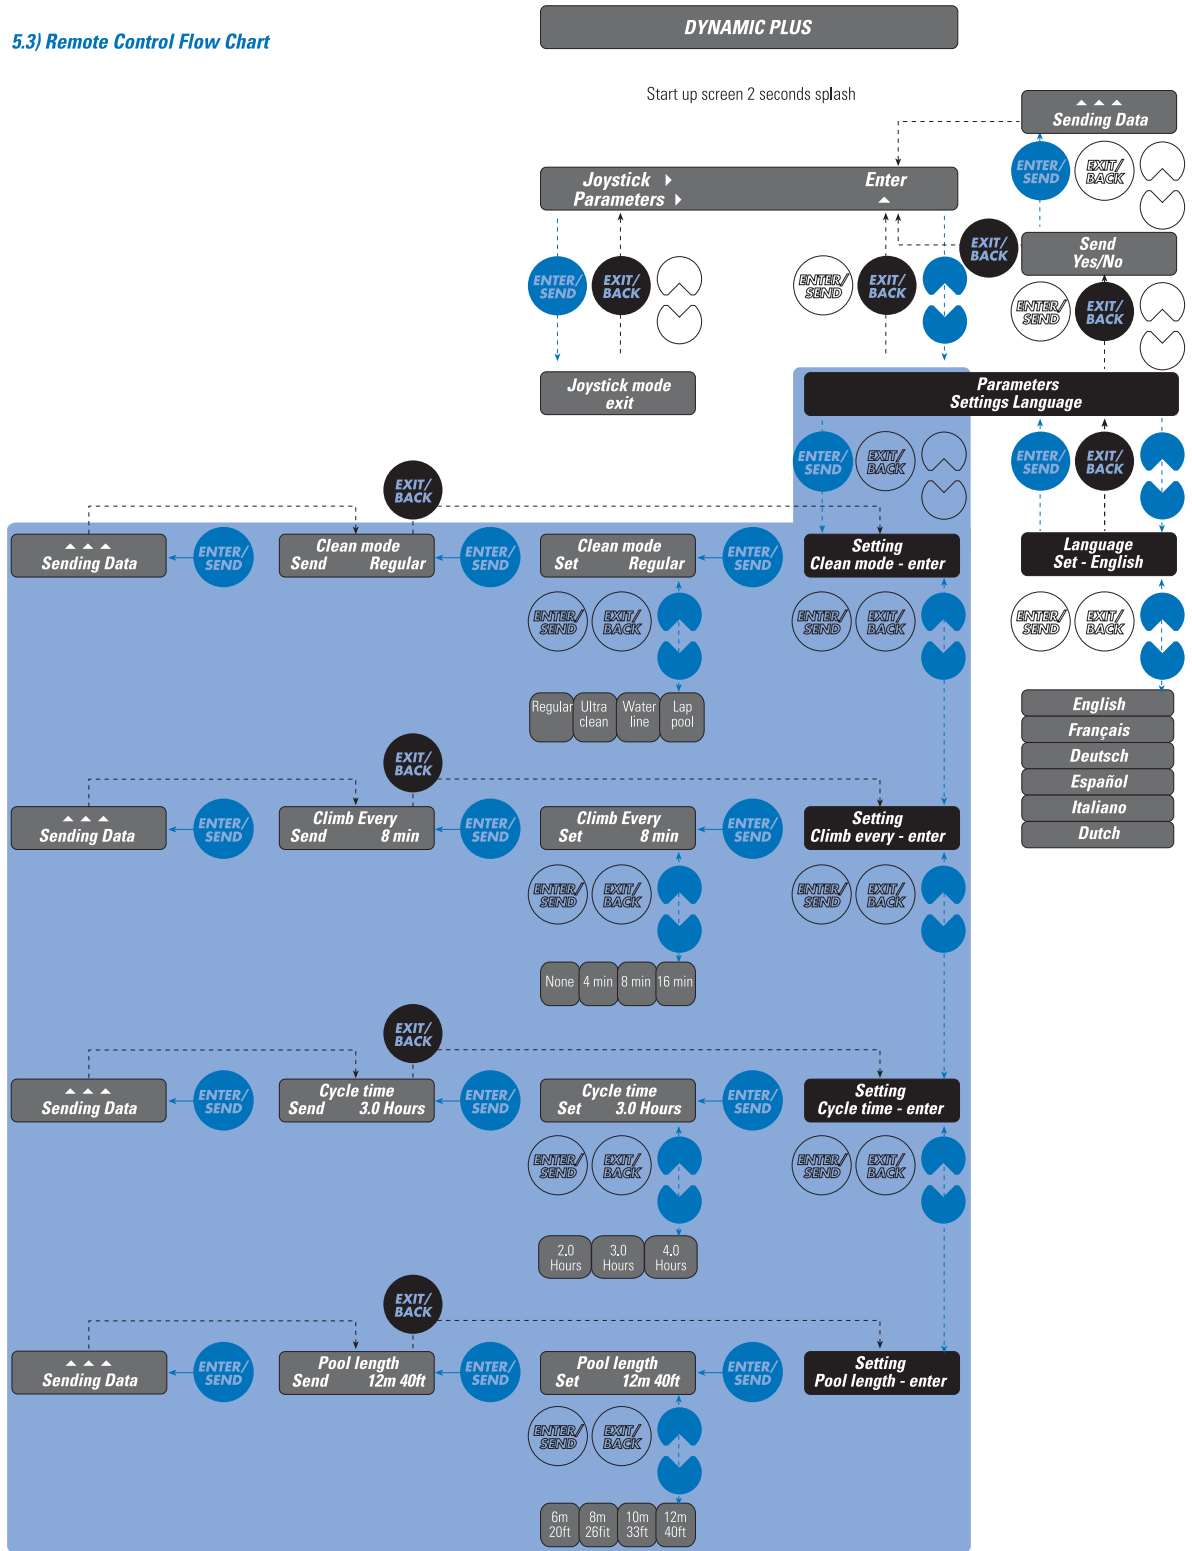 5.3) Remote Control Flow Chart
DYNAMIC PLUS
Start up screen 2 seconds splash
Sending Data
ENTER/
SEND
EXIT/
BACK
Joystick
Parameters
Enter
EXIT/
BACK
Send
Yes/No
ENTER/
SEND
EXIT/
BACK
ENTER/
SEND
EXIT/
BACK
ENTER/
SEND
EXIT/
BACK
Joystick mode
exit
Parameters
Settings Language
ENTER/
SEND
EXIT/
BACK
ENTER/
SEND
EXIT/
BACK
EXIT/
BACK
Sending Data
ENTER/
SEND
Clean mode
Send Regular
ENTER/
SEND
Clean mode
Set Regular
ENTER/
SEND
Setting
Clean mode - enter
Language
Set - English
ENTER/
SEND
EXIT/
BACK
ENTER/
SEND
EXIT/
BACK
ENTER/
SEND
EXIT/
BACK
Regular
Ultra
clean
Water
line
Lap
pool
English
Français
Deutsch
Español
Italiano
Dutch
EXIT/
BACK
Sending Data
ENTER/
SEND
Climb Every
Send 8 min
ENTER/
SEND
Climb Every
Set 8 min
ENTER/
SEND
Setting
Climb every - enter
ENTER/
SEND
EXIT/
BACK
ENTER/
SEND
EXIT/
BACK
None
4 min
8 min
16 min
EXIT/
BACK
Sending Data
ENTER/
SEND
Cycle time
Send 3.0 Hours
ENTER/
SEND
Cycle time
Set 3.0 Hours
ENTER/
SEND
Setting
Cycle time - enter
ENTER/
SEND
EXIT/
BACK
ENTER/
SEND
EXIT/
BACK
2.0
Hours
3.0
Hours
4.0
Hours
EXIT/
BACK
Sending Data
ENTER/
SEND
Pool length
Send 12m 40ft
ENTER/
SEND
Pool length
Set 12m 40ft
ENTER/
SEND
Setting
Pool length - enter
ENTER/
SEND
EXIT/
BACK
6m
20ft
8m
26fit
10m
33ft
12m
40ft